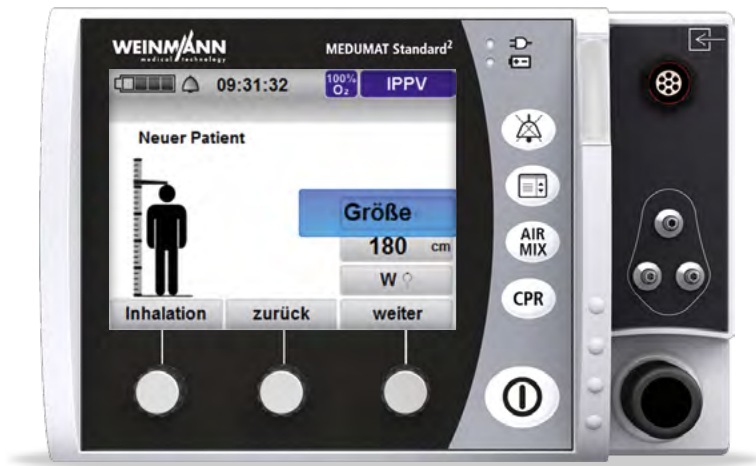 WEINMANN
medical technology
MEDUMAT Standard²
09:31:32
100%
O₂
IPPV
Neuer Patient
Größe
180 cm
W ♀
Inhalation zurück weiter
AIR
MIX
CPR